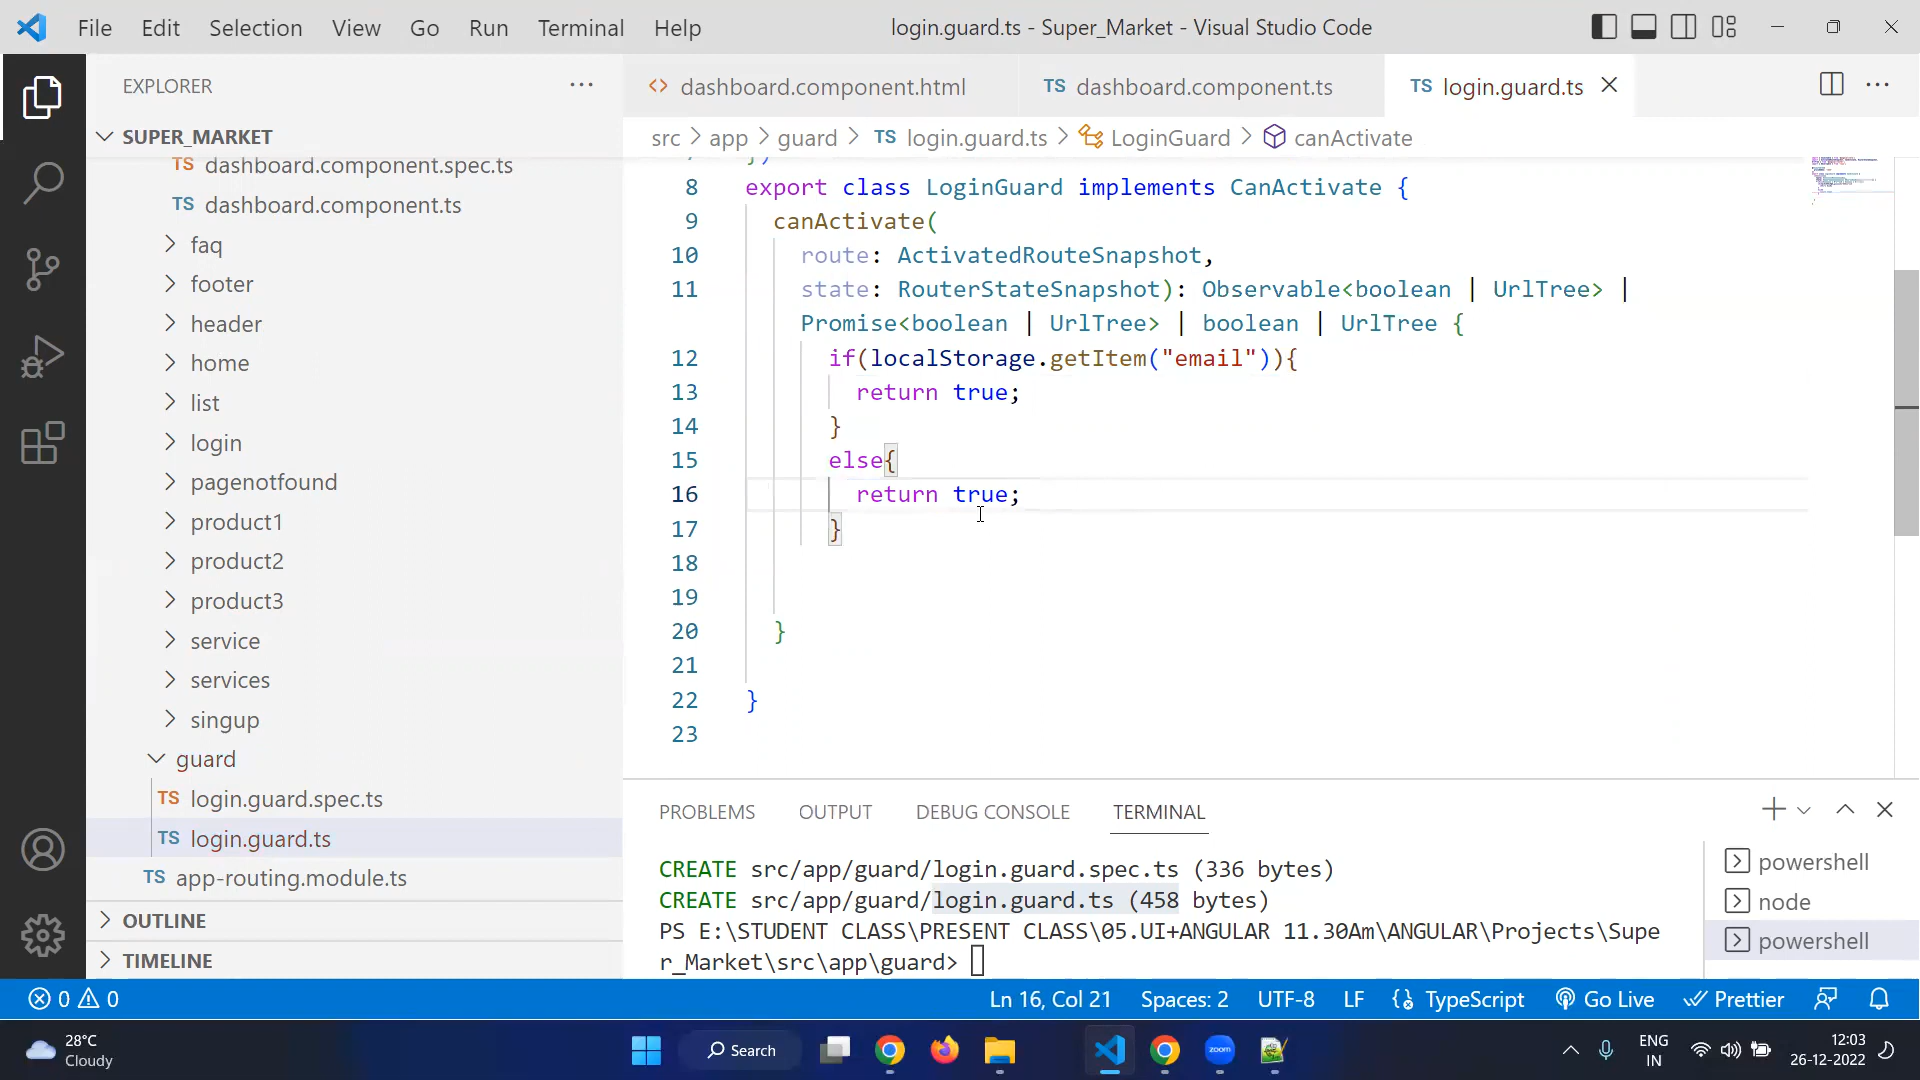 File Edit Selection View Go Run Terminal Help login.guard.ts - Super_Market - Visual Studio Code
EXPLORER
SUPER_MARKET
TS dashboard.component.spec.ts
TS dashboard.component.ts
faq
footer
header
home
list
login
pagenotfound
product1
product2
product3
service
services
singup
guard
TS login.guard.spec.ts
TS login.guard.ts
TS app-routing.module.ts
OUTLINE
TIMELINE
dashboard.component.html TS dashboard.component.ts TS login.guard.ts
src > app > guard > TS login.guard.ts > LoginGuard > canActivate
8 export class LoginGuard implements CanActivate {
9 canActivate(
10 route: ActivatedRouteSnapshot,
11 state: RouterStateSnapshot): Observable<boolean | UrlTree> |
Promise<boolean | UrlTree> | boolean | UrlTree {
12 if(localStorage.getItem("email")){
13 return true;
14 }
15 else{
16 return true;
17 }
18
19
20 }
21
22 }
23
PROBLEMS OUTPUT DEBUG CONSOLE TERMINAL
CREATE src/app/guard/login.guard.spec.ts (336 bytes)
CREATE src/app/guard/login.guard.ts (458 bytes)
PS E:\STUDENT CLASS\PRESENT CLASS\05.UI+ANGULAR 11.30Am\ANGULAR\Projects\Supe
r_Market\src\app\guard>
powershell
node
powershell
0 0 Ln 16, Col 21 Spaces: 2 UTF-8 LF TypeScript Go Live Prettier
28°C
Cloudy
Search
zoom
ENG
IN
12:03
26-12-2022